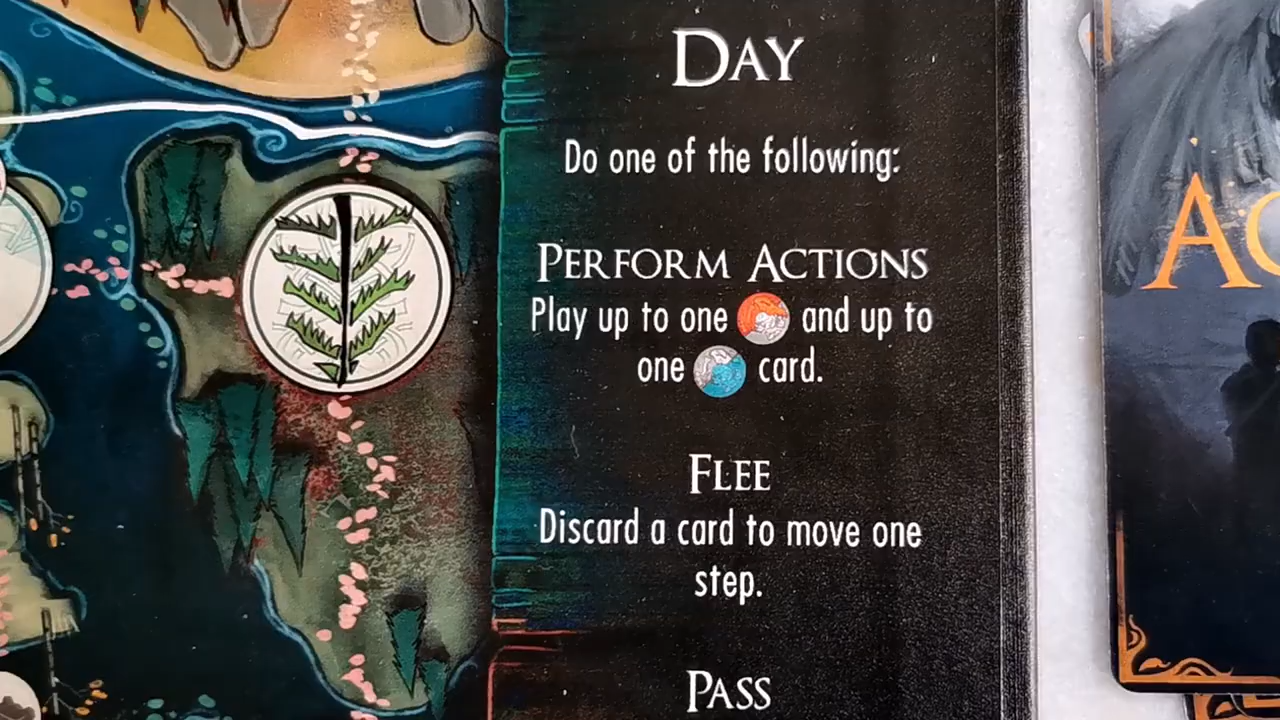 DAY
Do one of the following:
PERFORM ACTIONS
Play up to one and up to
one card.
FLEE
Discard a card to move one
step.
PASS